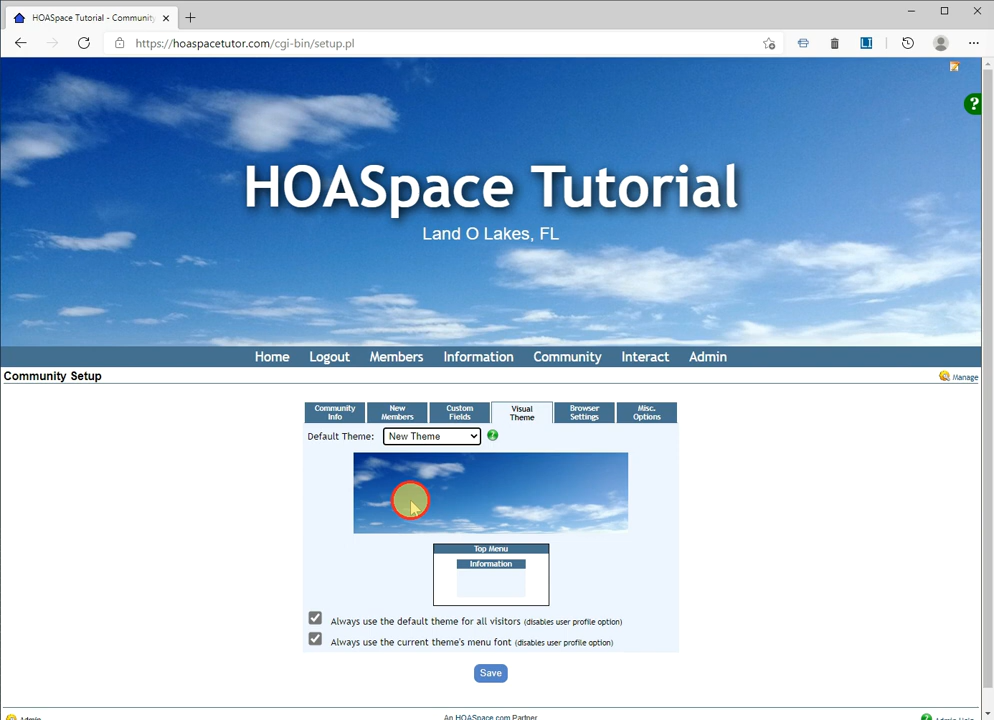 HOASpace Tutorial - Community
https://hoaspacetutor.com/cgi-bin/setup.pl
?
HOASpace Tutorial
Land O Lakes, FL
Home Logout Members Information Community Interact Admin
Community Setup
Manage
Community Info
New Members
Custom Fields
Visual Theme
Browser Settings
Misc. Options
Default Theme: New Theme
Top Menu
Information
Always use the default theme for all visitors (disables user profile option)
Always use the current theme's menu font (disables user profile option)
Save
Admin An HOASpace.com Partner Admin Help